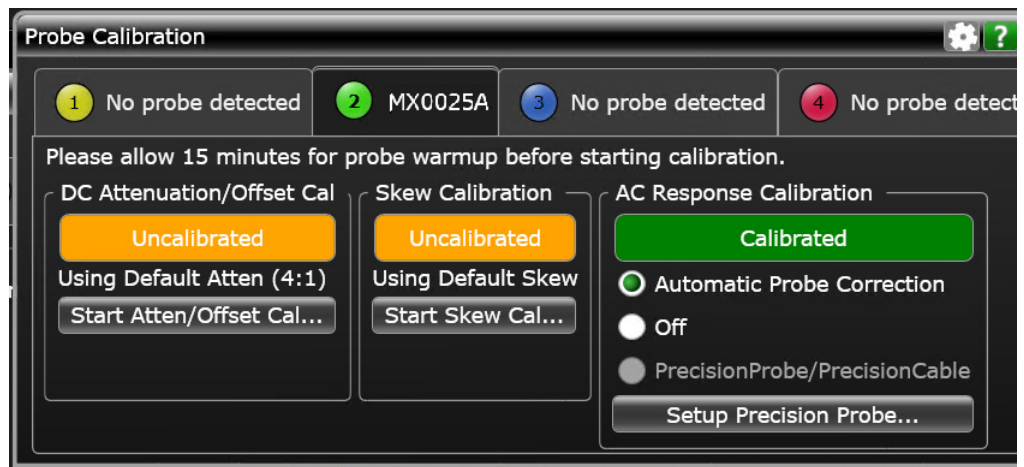 Probe Calibration
?
1 No probe detected
2 MX0025A
3 No probe detected
4 No probe detect
Please allow 15 minutes for probe warmup before starting calibration.
DC Attenuation/Offset Cal
Uncalibrated
Using Default Atten (4:1)
Start Atten/Offset Cal...
Skew Calibration
Uncalibrated
Using Default Skew
Start Skew Cal...
AC Response Calibration
Calibrated
Automatic Probe Correction
Off
PrecisionProbe/PrecisionCable
Setup Precision Probe...